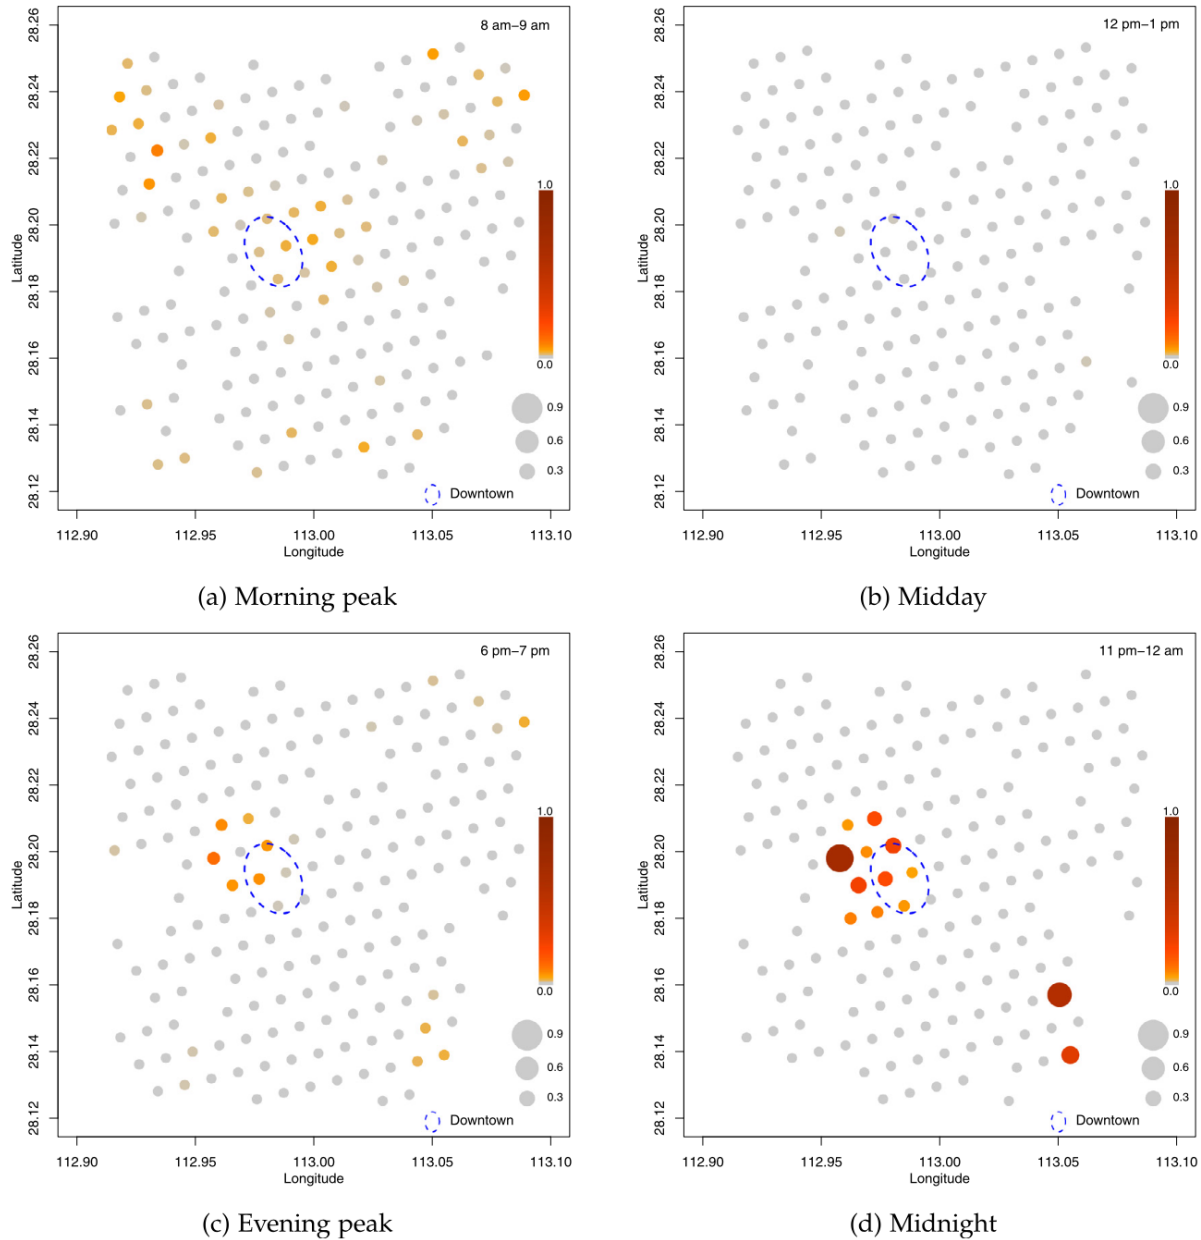 8 am−9 am
28.26
28.24
28.22
28.20
28.18
28.16
28.14
28.12
Latitude
1.0
0.0
0.9
0.6
0.3
Downtown
112.90 112.95 113.00 113.05 113.10
Longitude
(a) Morning peak
12 pm−1 pm
28.26
28.24
28.22
28.20
28.18
28.16
28.14
28.12
Latitude
1.0
0.0
0.9
0.6
0.3
Downtown
112.90 112.95 113.00 113.05 113.10
Longitude
(b) Midday
6 pm−7 pm
28.26
28.24
28.22
28.20
28.18
28.16
28.14
28.12
Latitude
1.0
0.0
0.9
0.6
0.3
Downtown
112.90 112.95 113.00 113.05 113.10
Longitude
(c) Evening peak
11 pm−12 am
28.26
28.24
28.22
28.20
28.18
28.16
28.14
28.12
Latitude
1.0
0.0
0.9
0.6
0.3
Downtown
112.90 112.95 113.00 113.05 113.10
Longitude
(d) Midnight